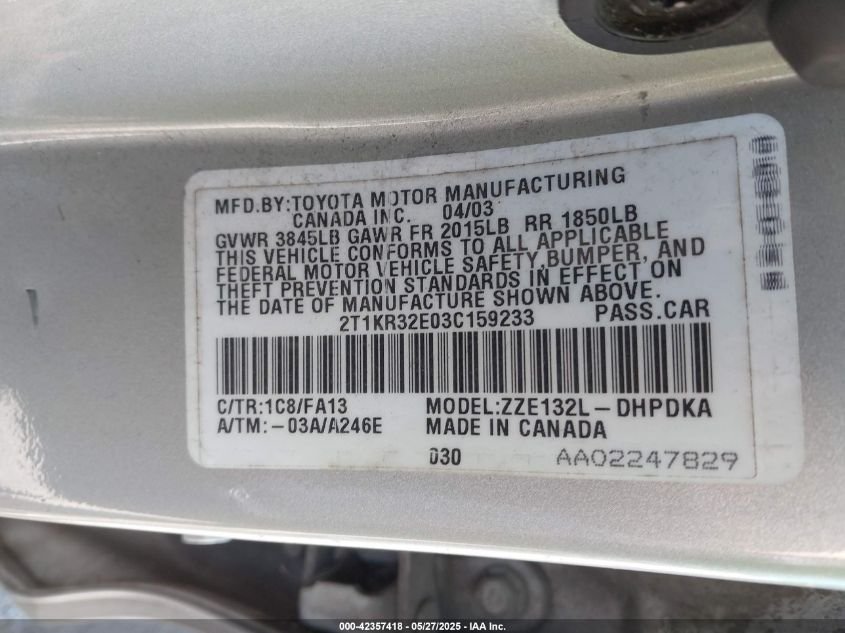 MFD.BY:TOYOTA MOTOR MANUFACTURING
CANADA INC. 04/03
GVWR 3845LB GAWR FR 2015LB RR 1850LB
THIS VEHICLE CONFORMS TO ALL APPLICABLE
FEDERAL MOTOR VEHICLE SAFETY,BUMPER, AND
THEFT PREVENTION STANDARDS IN EFFECT ON
THE DATE OF MANUFACTURE SHOWN ABOVE.
2T1KR32E03C159233 PASS.CAR
C/TR:1C8/FA13 MODEL:ZZE132L-DHPDKA
A/TM:-03A/A246E MADE IN CANADA
030 AA02247829
000-42357418 - 05/27/2025 - IAA Inc.